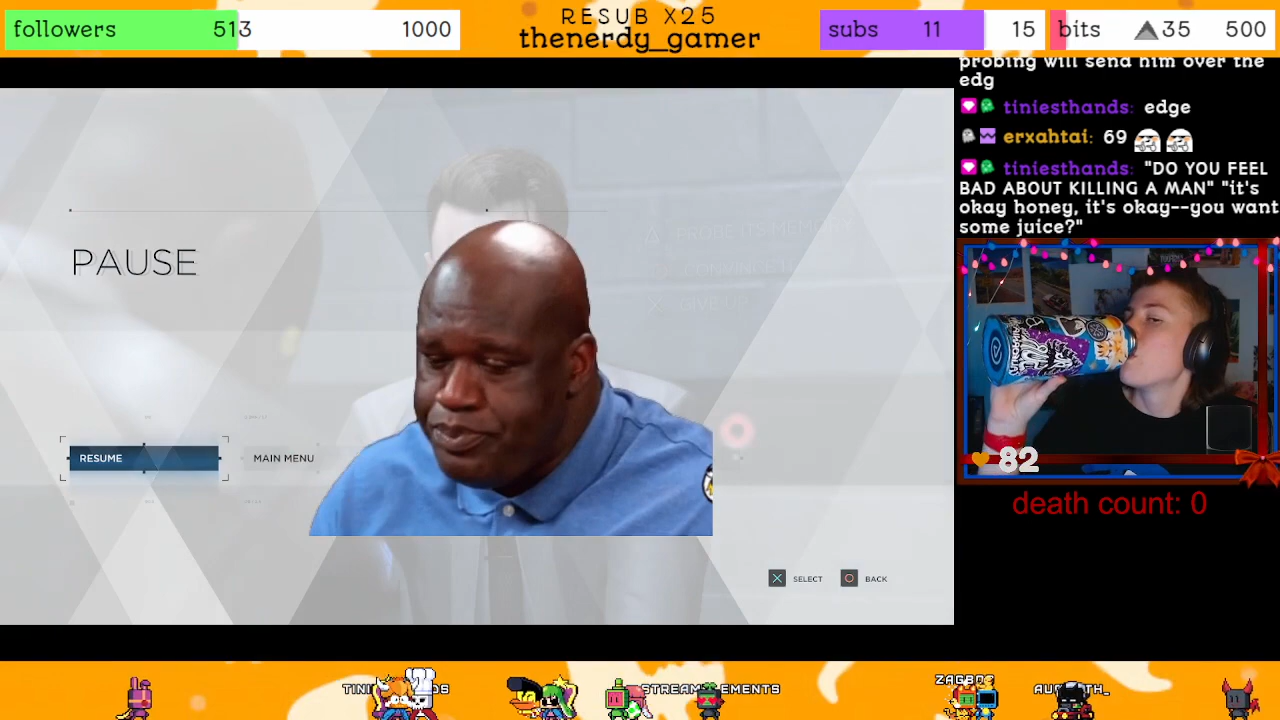 followers 513 1000
RESUB X25
thenerdy_gamer
subs 11 15
bits 35 500
probing will send him over the
edg
tiniesthands: edge
erxahtai: 69
tiniesthands: "DO YOU FEEL
BAD ABOUT KILLING A MAN" "it's
okay honey, it's okay--you want
some juice?"
PAUSE
GIVE UP
RESUME
MAIN MENU
82
death count: 0
SELECT
BACK